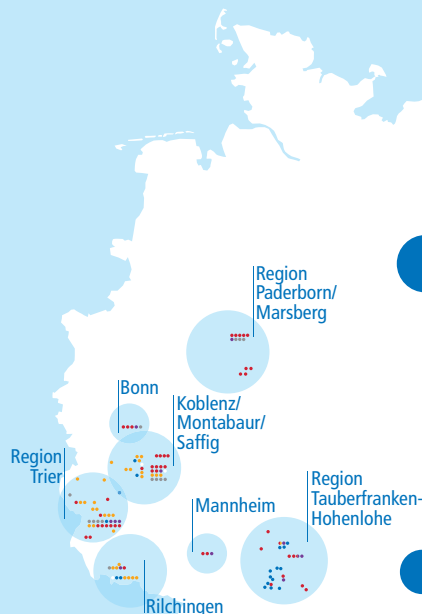 Region
Paderborn/
Marsberg
Bonn
Koblenz/
Montabaur/
Saffig
Region
Trier
Mannheim
Region
Tauberfranken-
Hohenlohe
Rilchingen